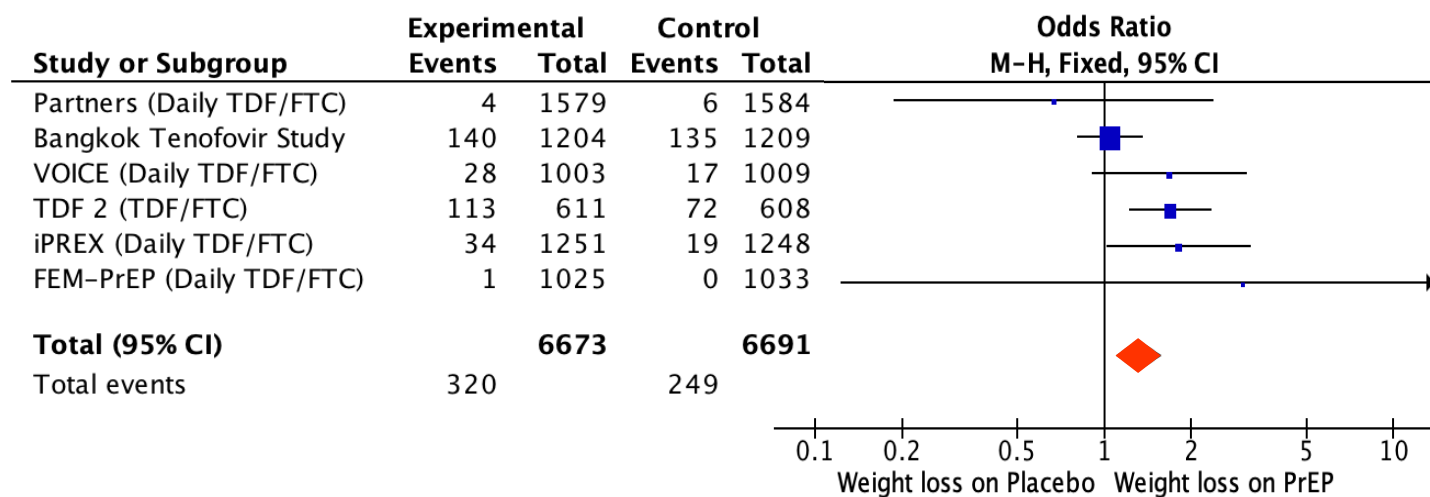 Experimental Control Odds Ratio
Study or Subgroup Events Total Events Total M-H, Fixed, 95% CI
Partners (Daily TDF/FTC) 4 1579 6 1584
Bangkok Tenofovir Study 140 1204 135 1209
VOICE (Daily TDF/FTC) 28 1003 17 1009
TDF 2 (TDF/FTC) 113 611 72 608
iPREX (Daily TDF/FTC) 34 1251 19 1248
FEM-PrEP (Daily TDF/FTC) 1 1025 0 1033
Total (95% CI) 6673 6691
Total events 320 249
0.1 0.2 0.5 1 2 5 10
Weight loss on Placebo Weight loss on PrEP